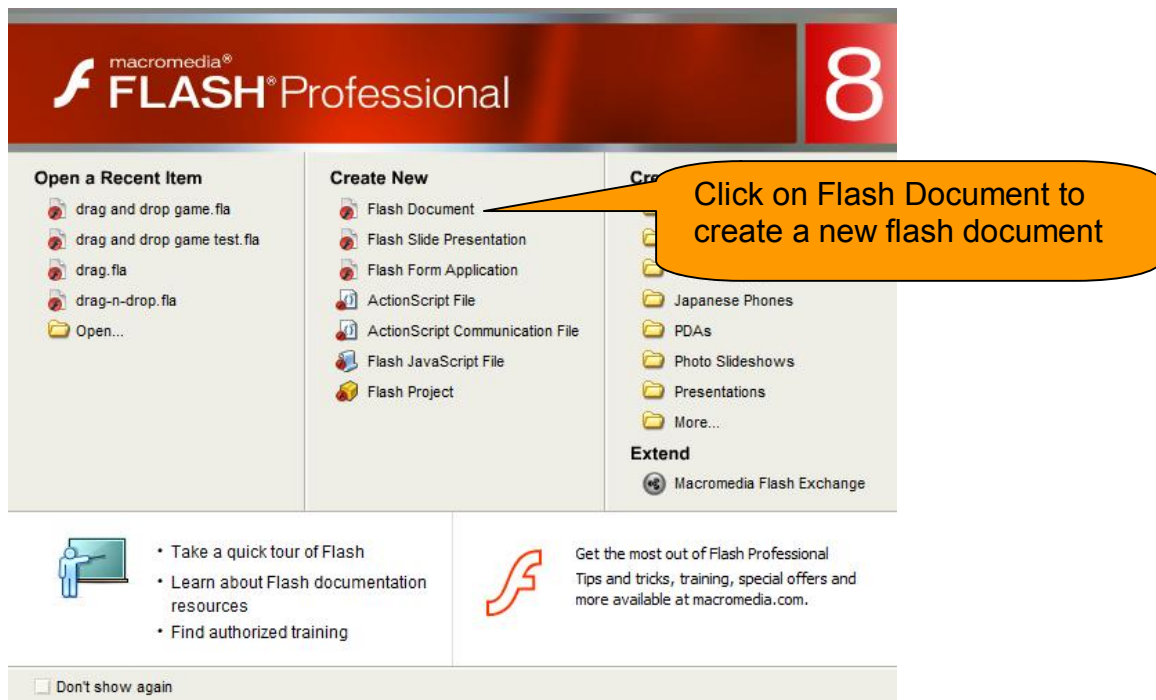 macromedia®
FLASH® Professional
8
Open a Recent Item
drag and drop game.fla
drag and drop game test.fla
drag.fla
drag-n-drop.fla
Open...
Create New
Flash Document
Flash Slide Presentation
Flash Form Application
ActionScript File
ActionScript Communication File
Flash JavaScript File
Flash Project
Click on Flash Document to
create a new flash document
Japanese Phones
PDAs
Photo Slideshows
Presentations
More...
Extend
Macromedia Flash Exchange
• Take a quick tour of Flash
• Learn about Flash documentation
resources
• Find authorized training
Get the most out of Flash Professional
Tips and tricks, training, special offers and
more available at macromedia.com.
Don't show again